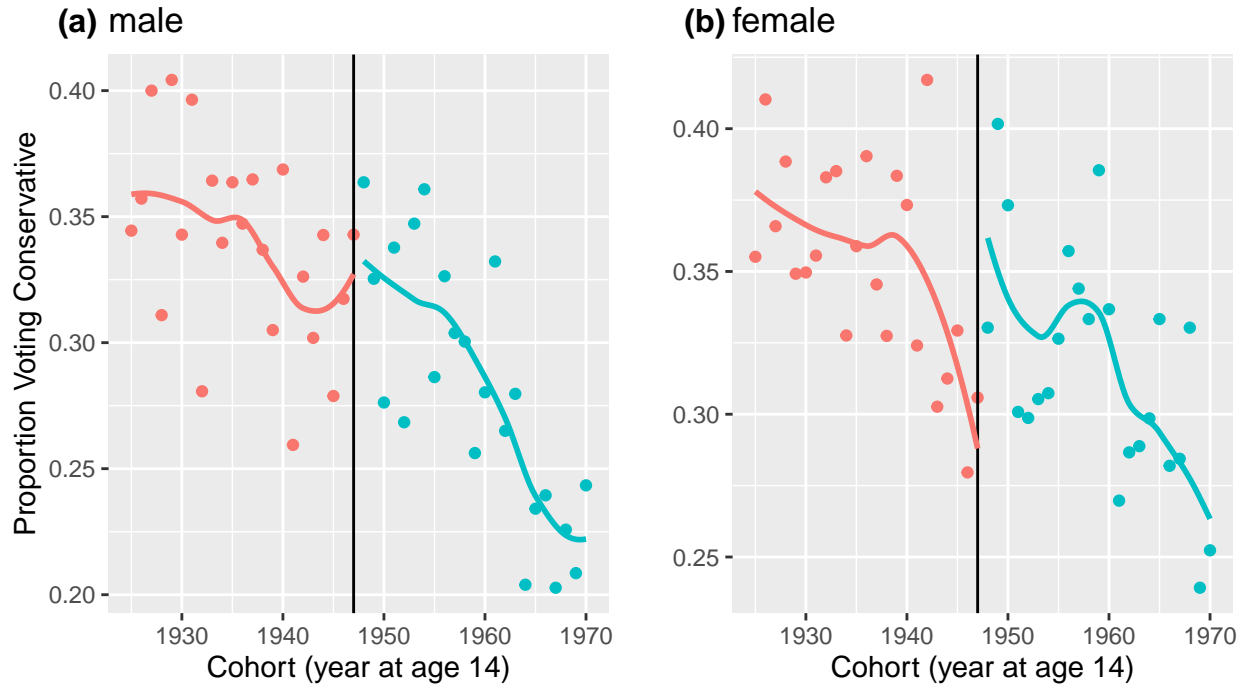 (a) male
(b) female
Proportion Voting Conservative
0.40
0.35
0.30
0.25
0.20
1930 1940 1950 1960 1970
Cohort (year at age 14)
0.40
0.35
0.30
0.25
1930 1940 1950 1960 1970
Cohort (year at age 14)